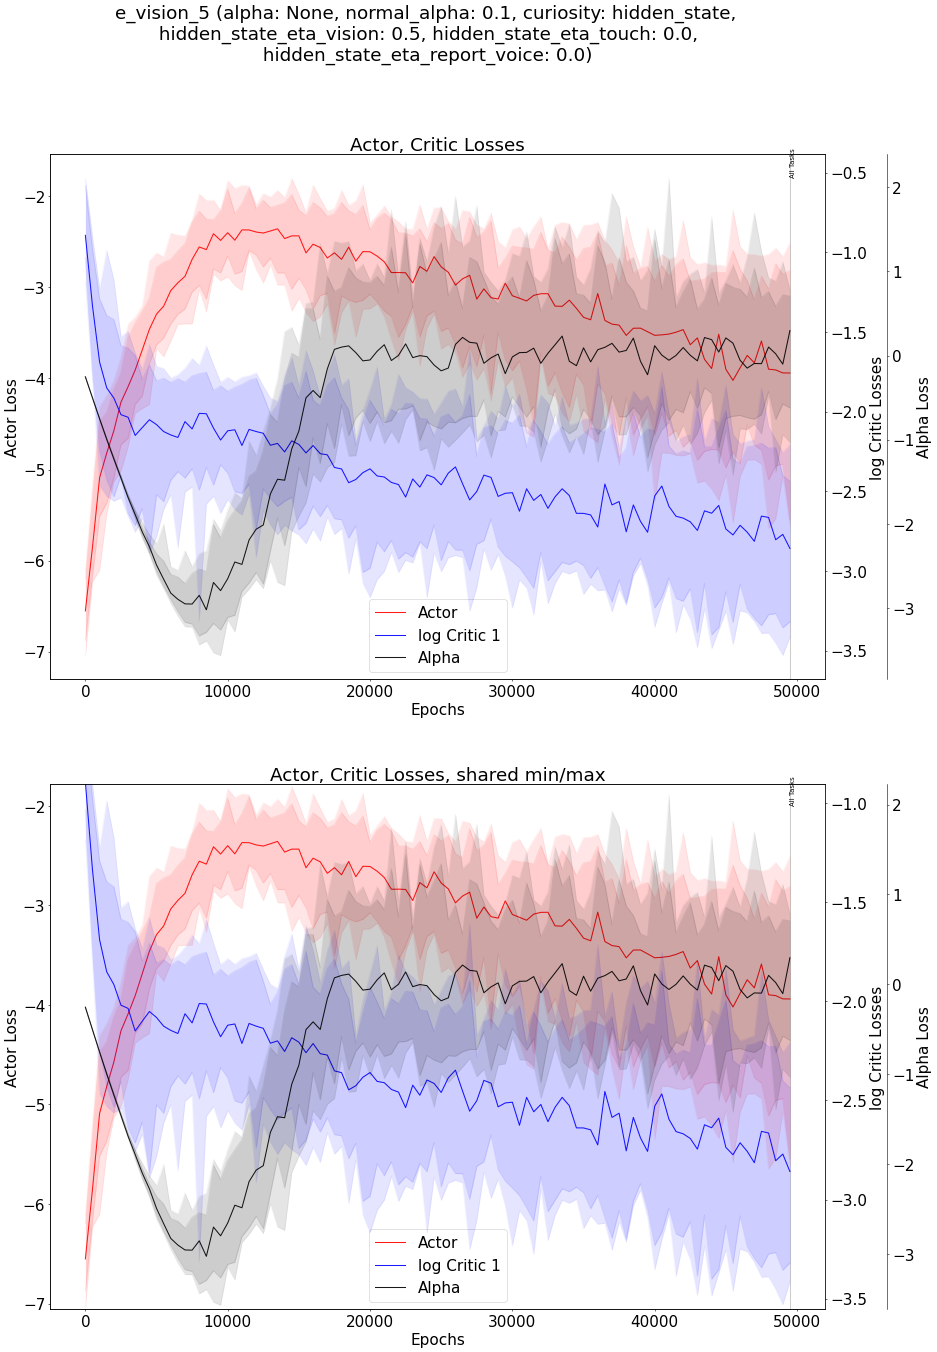 e_vision_5 (alpha: None, normal_alpha: 0.1, curiosity: hidden_state,
hidden_state_eta_vision: 0.5, hidden_state_eta_touch: 0.0,
hidden_state_eta_report_voice: 0.0)
Actor, Critic Losses
All Tasks
−2
−3
−4
−5
−6
−7
Actor Loss
−0.5
−1.0
−1.5
−2.0
−2.5
−3.0
−3.5
log Critic Losses
2
1
0
−1
−2
−3
Alpha Loss
Actor
log Critic 1
Alpha
0 10000 20000 30000 40000 50000
Epochs
Actor, Critic Losses, shared min/max
All Tasks
−2
−3
−4
−5
−6
−7
Actor Loss
−1.0
−1.5
−2.0
−2.5
−3.0
−3.5
log Critic Losses
2
1
0
−1
−2
−3
Alpha Loss
Actor
log Critic 1
Alpha
0 10000 20000 30000 40000 50000
Epochs